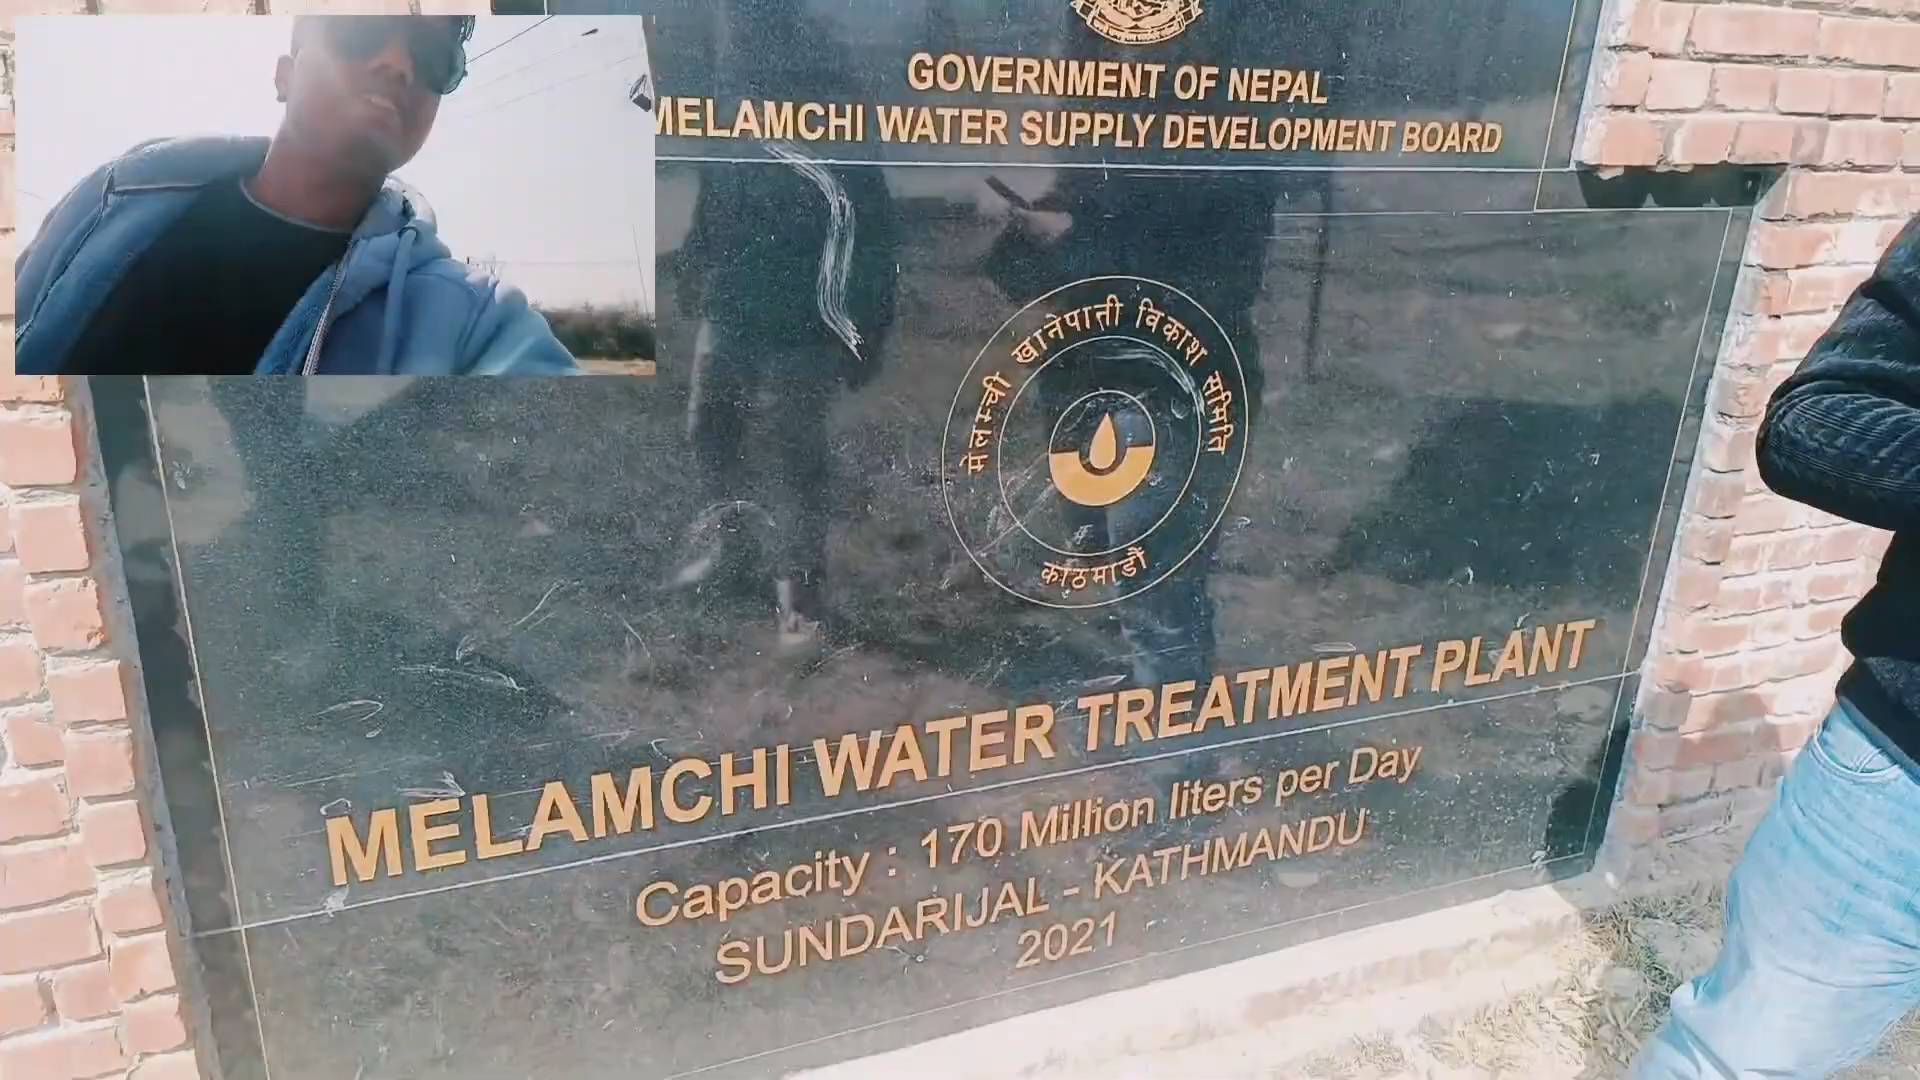 GOVERNMENT OF NEPAL
MELAMCHI WATER SUPPLY DEVELOPMENT BOARD
मेलम्ची खानेपानी विकाश समिति
काठमाडौं
MELAMCHI WATER TREATMENT PLANT
Capacity : 170 Million liters per Day
SUNDARIJAL - KATHMANDU
2021